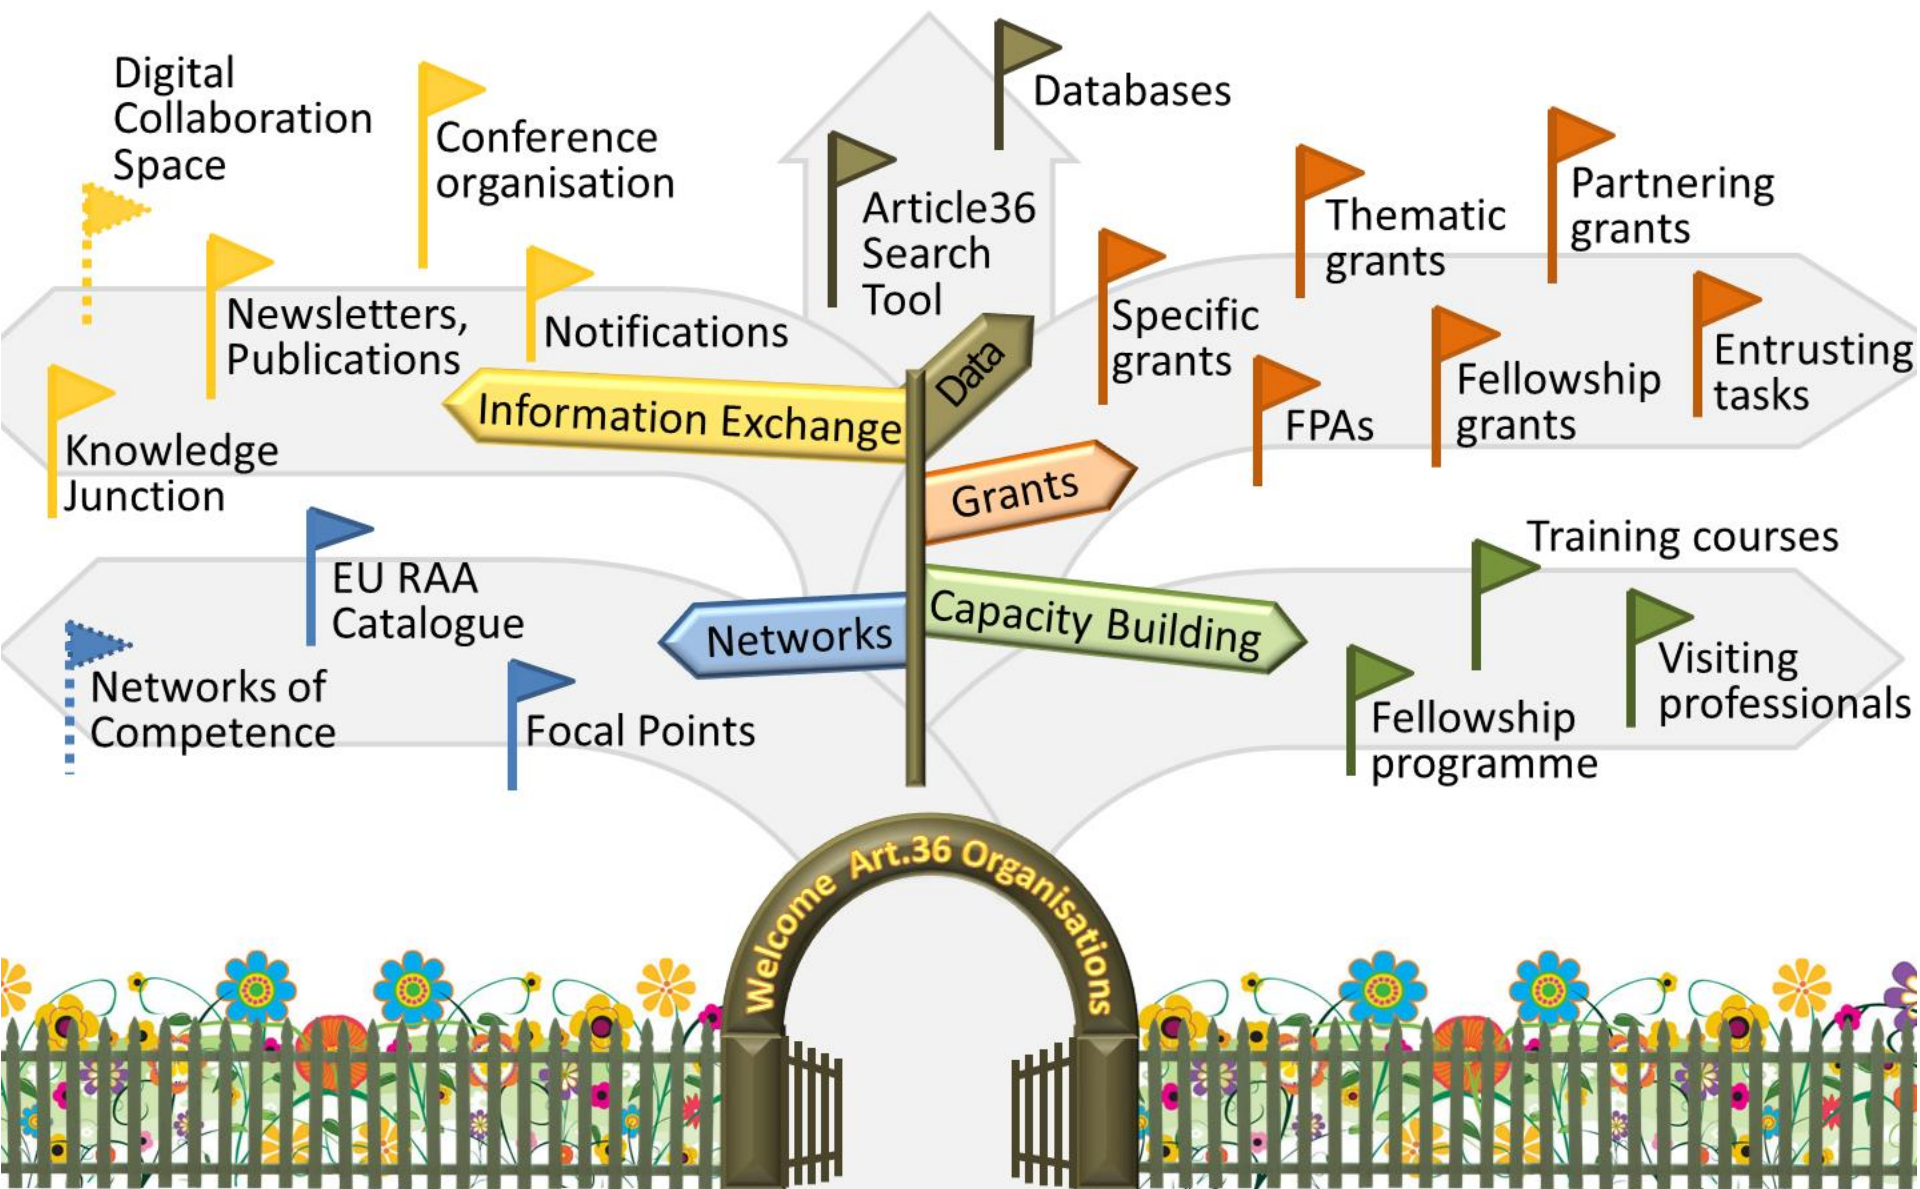 Digital
Collaboration
Space
Conference
organisation
Newsletters,
Publications
Notifications
Knowledge
Junction
Information Exchange
Databases
Article36
Search
Tool
Data
Thematic
grants
Partnering
grants
Specific
grants
FPAs
Fellowship
grants
Entrusting
tasks
Grants
EU RAA
Catalogue
Networks of
Competence
Focal Points
Networks
Capacity Building
Training courses
Visiting
professionals
Fellowship
programme
Welcome Art.36 Organisations